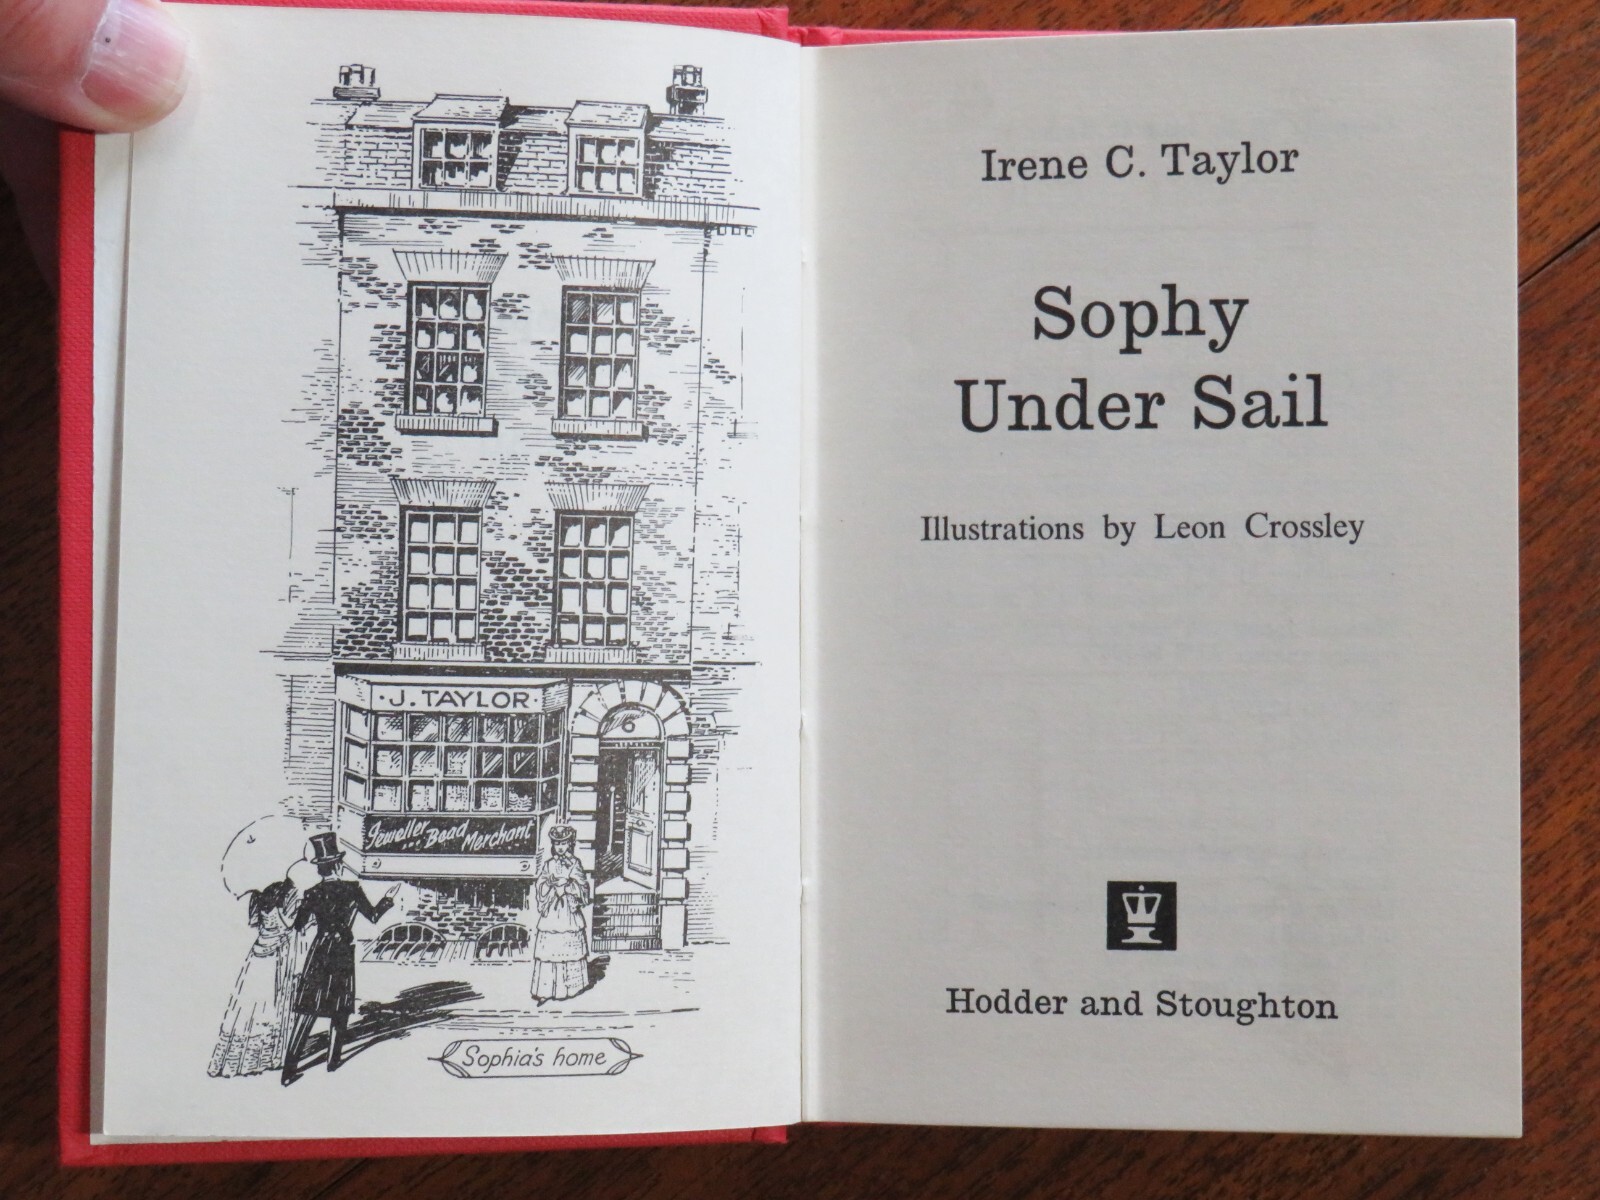 · J. TAYLOR ·
6
Jeweller ... Bead ... Merchant
Sophia's home
Irene C. Taylor
Sophy
Under Sail
Illustrations by Leon Crossley
Hodder and Stoughton